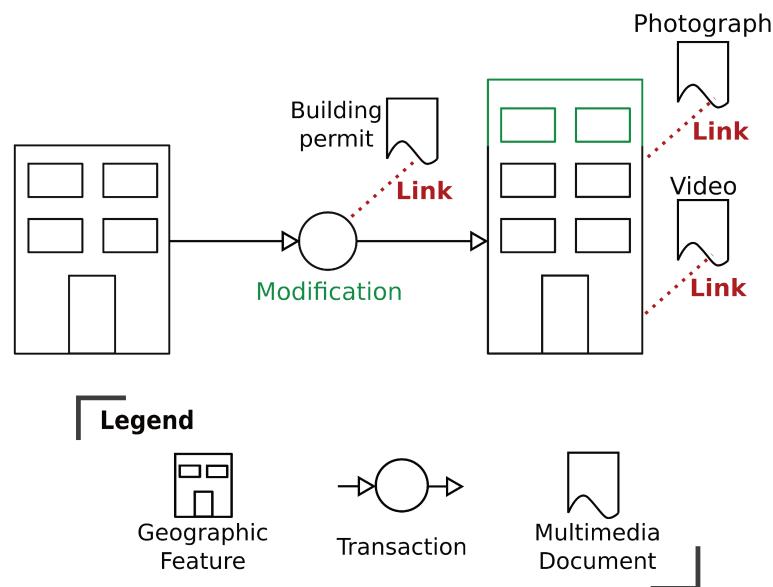 Photograph
Building
permit
Link
Link
Video
Link
Modification
Legend
Geographic
Feature
Transaction
Multimedia
Document